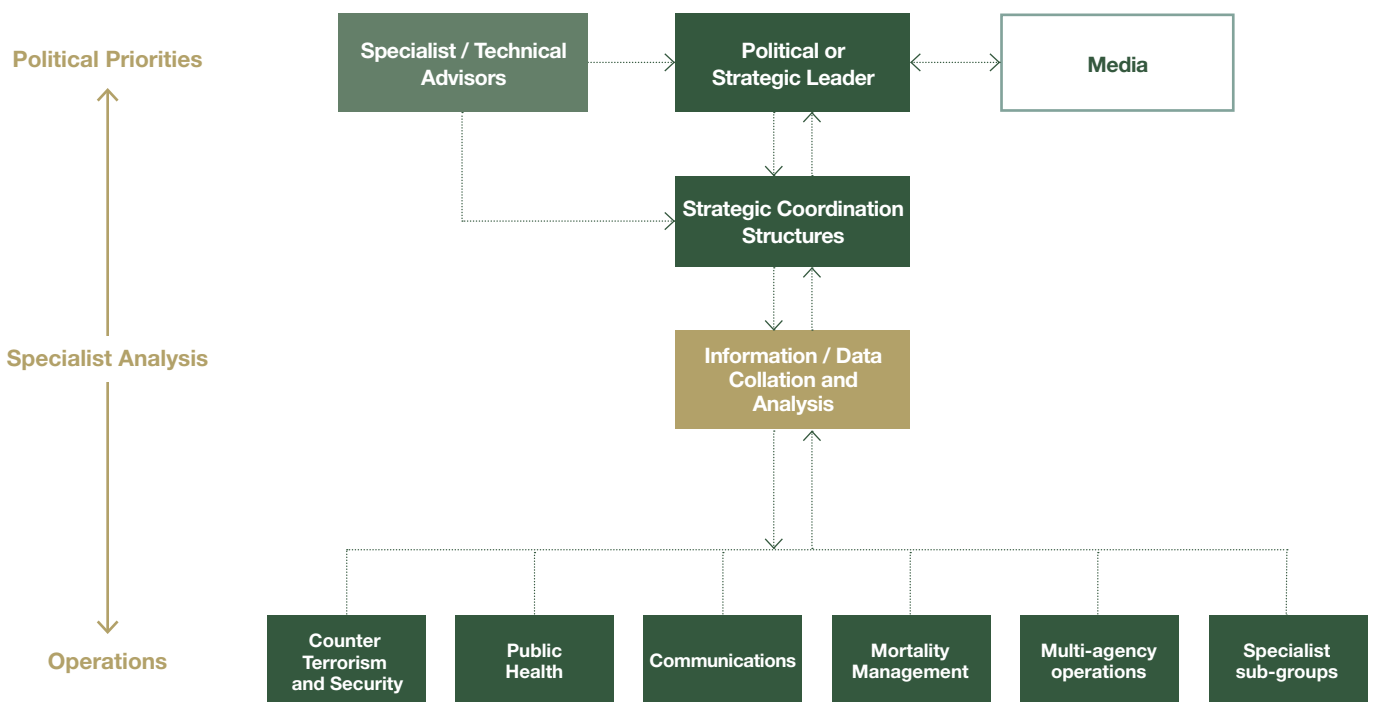 Political Priorities
Specialist / Technical
Advisors
Political or
Strategic Leader
Media
Strategic Coordination
Structures
Specialist Analysis
Information / Data
Collation and
Analysis
Operations
Counter
Terrorism
and Security
Public
Health
Communications
Mortality
Management
Multi-agency
operations
Specialist
sub-groups